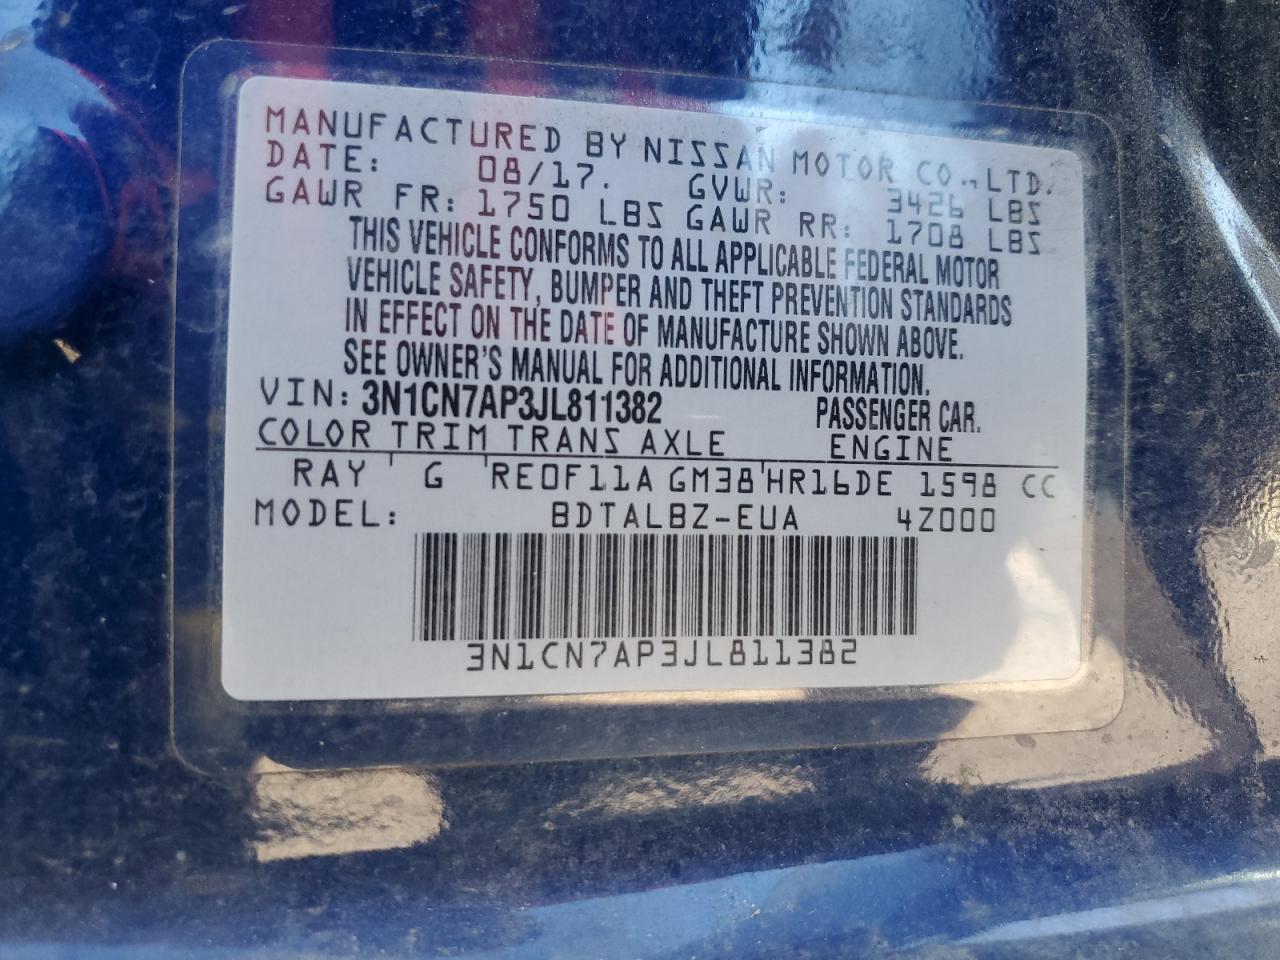 MANUFACTURED BY NISSAN MOTOR CO.,LTD.
DATE: 08/17. GVWR: 3426 LBS
GAWR FR: 1750 LBS GAWR RR: 1708 LBS
THIS VEHICLE CONFORMS TO ALL APPLICABLE FEDERAL MOTOR
VEHICLE SAFETY, BUMPER AND THEFT PREVENTION STANDARDS
IN EFFECT ON THE DATE OF MANUFACTURE SHOWN ABOVE.
SEE OWNER'S MANUAL FOR ADDITIONAL INFORMATION.
VIN: 3N1CN7AP3JL811382 PASSENGER CAR.
COLOR TRIM TRANS AXLE ENGINE
RAY G RE0F11A GM38 HR16DE 1598 CC
MODEL: BDTALBZ-EUA 4Z000
3N1CN7AP3JL811382